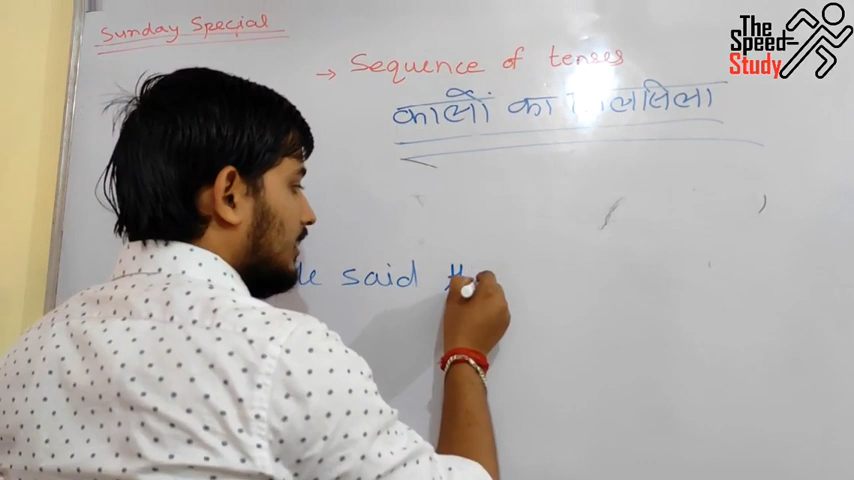 Sunday Special
The
Speed
Study
→ Sequence of tenses
कालों का
said